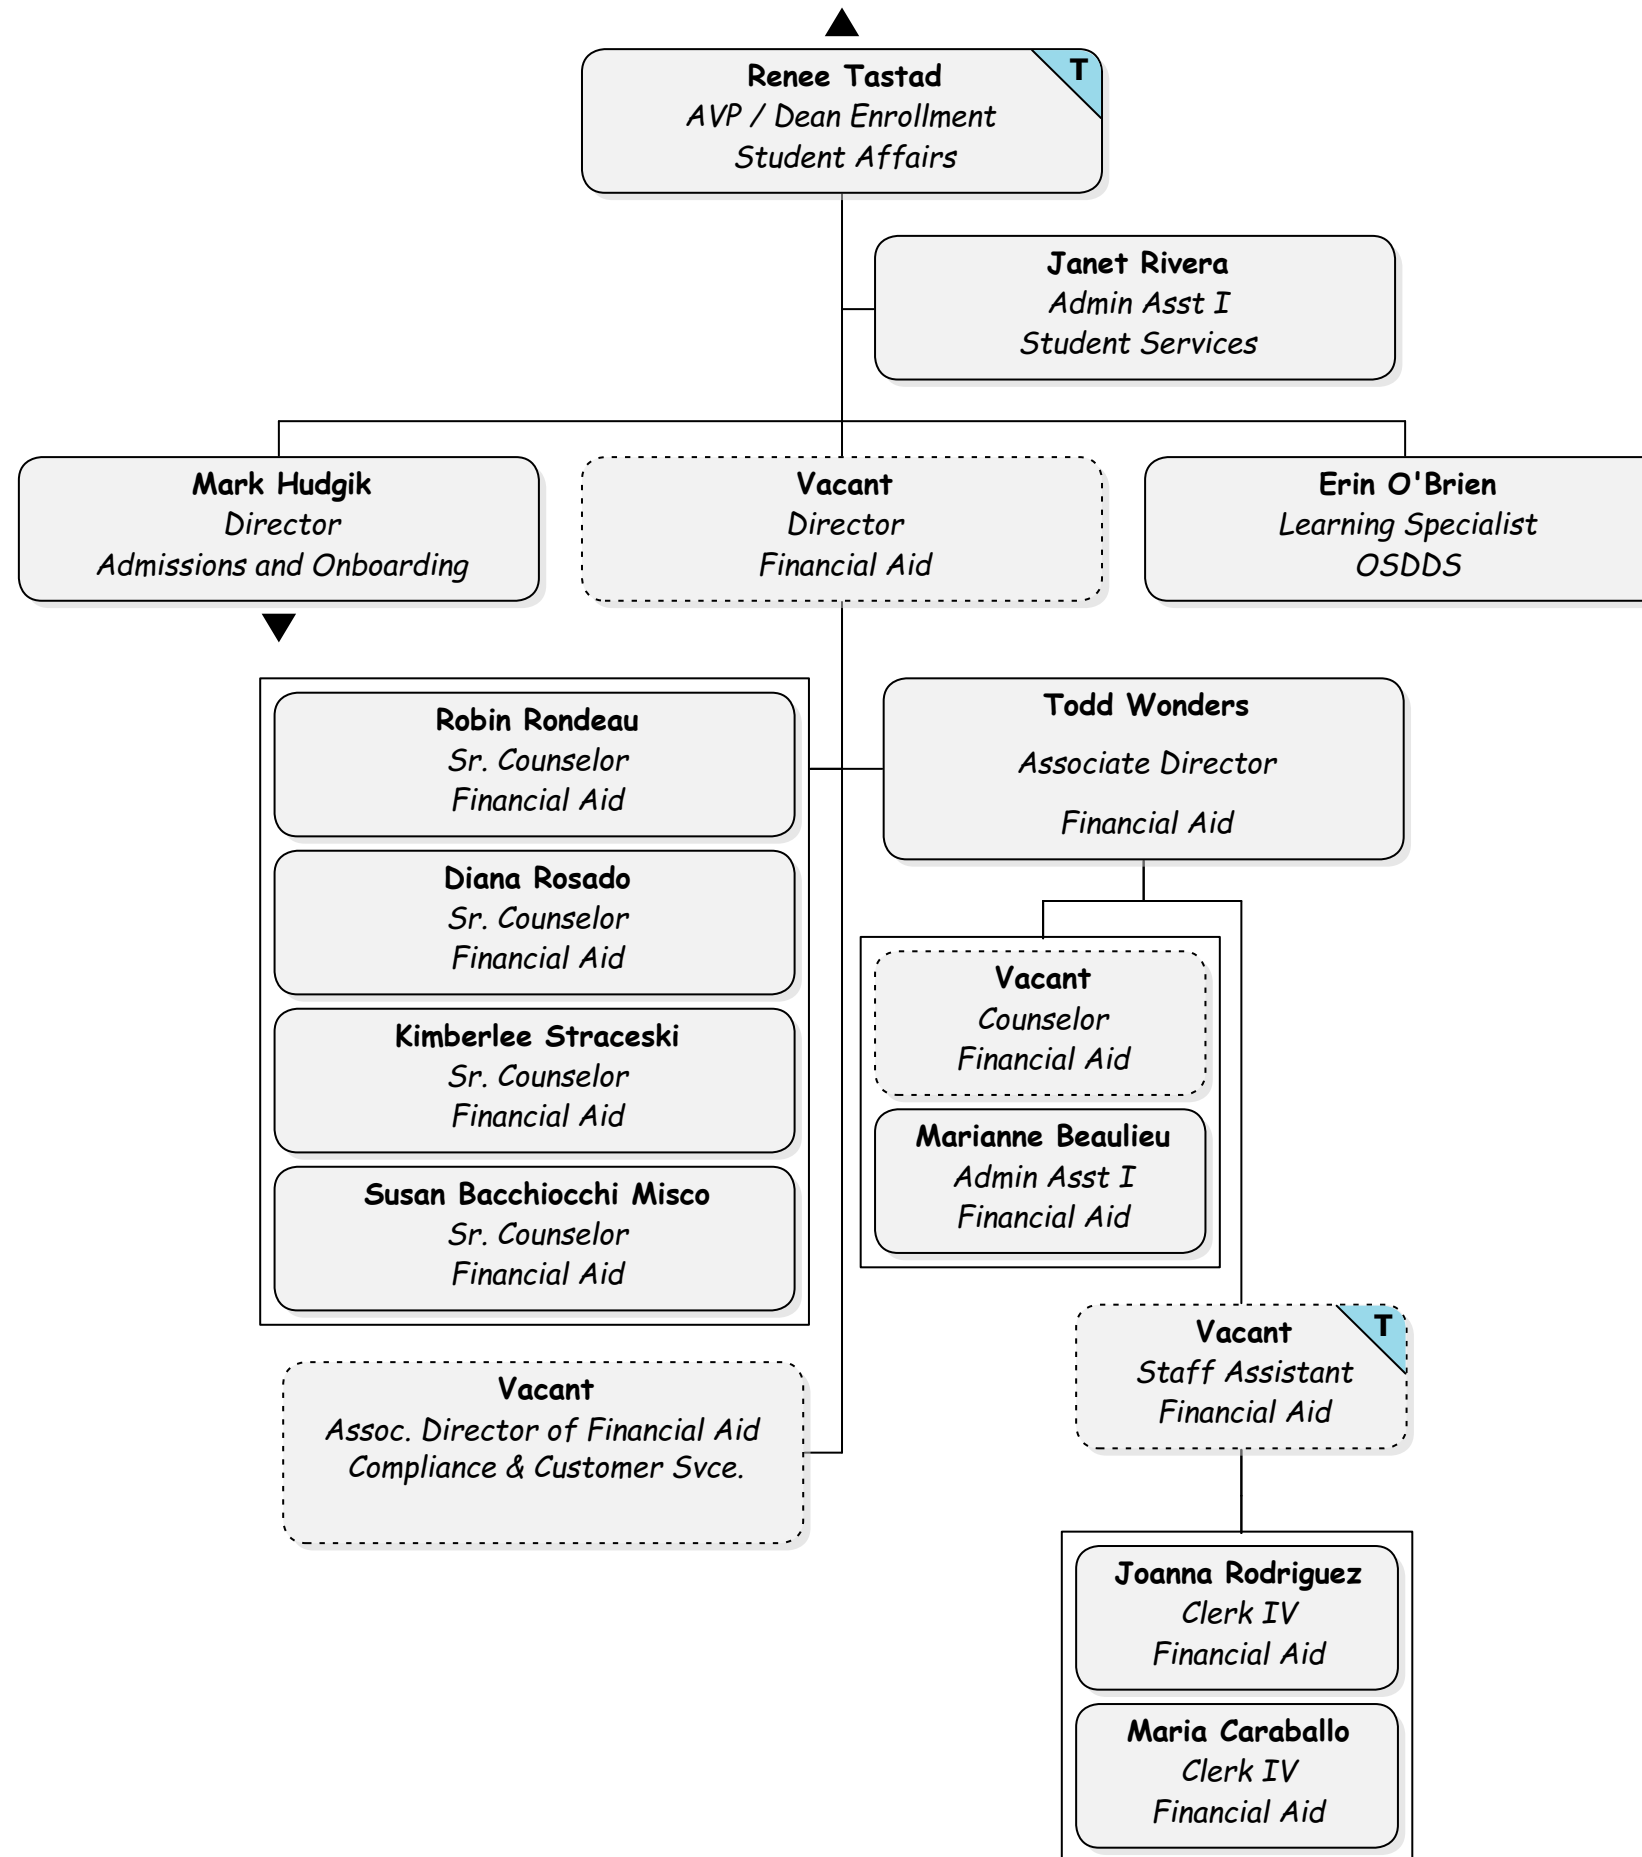 Renee Tastad
T
AVP / Dean Enrollment
Student Affairs
Janet Rivera
Admin Asst I
Student Services
Mark Hudgik
Director
Admissions and Onboarding
Vacant
Director
Financial Aid
Erin O'Brien
Learning Specialist
OSDDS
Robin Rondeau
Sr. Counselor
Financial Aid
Diana Rosado
Sr. Counselor
Financial Aid
Kimberlee Straceski
Sr. Counselor
Financial Aid
Susan Bacchiocchi Misco
Sr. Counselor
Financial Aid
Todd Wonders
Associate Director
Financial Aid
Vacant
Counselor
Financial Aid
Marianne Beaulieu
Admin Asst I
Financial Aid
Vacant
Assoc. Director of Financial Aid
Compliance & Customer Svce.
Vacant
T
Staff Assistant
Financial Aid
Joanna Rodriguez
Clerk IV
Financial Aid
Maria Caraballo
Clerk IV
Financial Aid